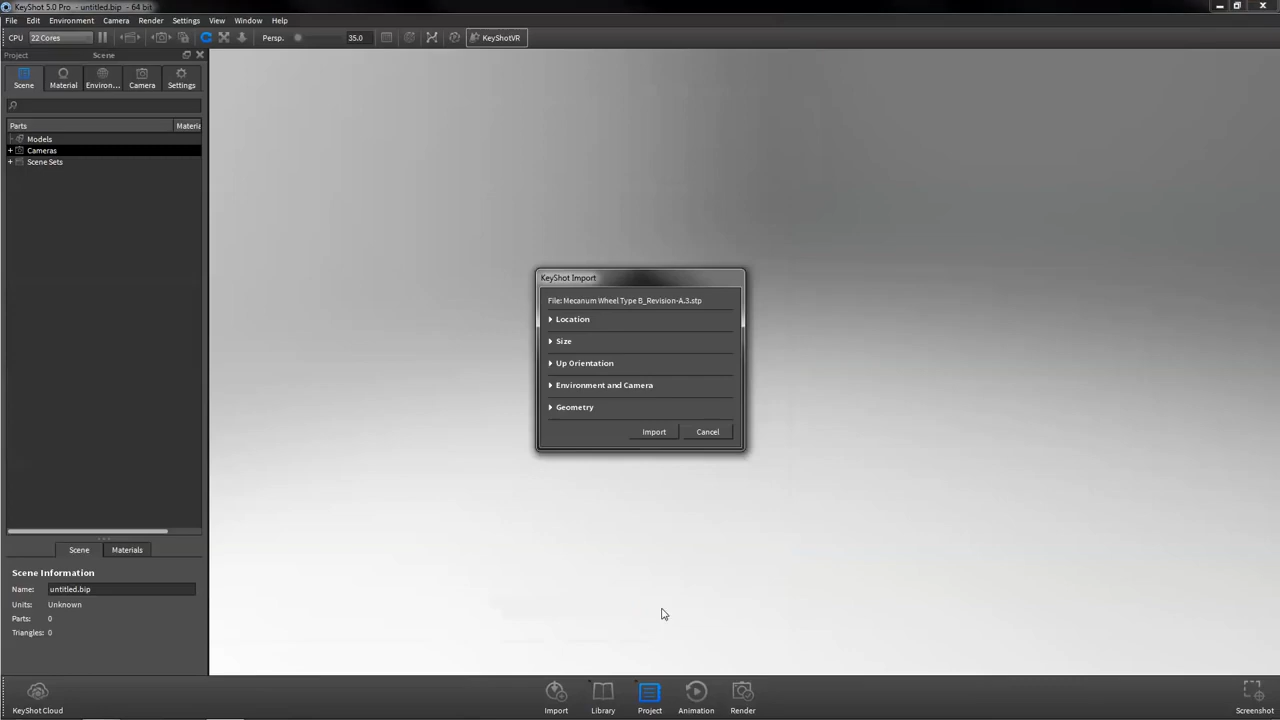 KeyShot 5.0 Pro - untitled.bip - 64 bit
File Edit Environment Camera Render Settings View Window Help
CPU 22 Cores Persp. 35.0 KeyShotVR
Project Scene
Scene Material Environ... Camera Settings
Parts Materia
Models
Cameras
Scene Sets
KeyShot Import
File: Mecanum Wheel Type B_Revision-A.3.stp
Location
Size
Up Orientation
Environment and Camera
Geometry
Import Cancel
Scene Materials
Scene Information
Name: untitled.bip
Units: Unknown
Parts: 0
Triangles: 0
KeyShot Cloud Import Library Project Animation Render Screenshot